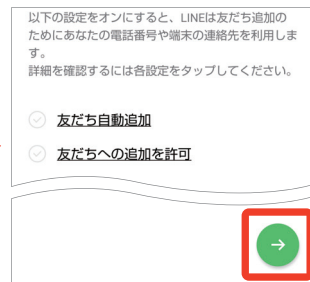 以下の設定をオンにすると、LINEは友だち追加の
ためにあなたの電話番号や端末の連絡先を利用しま
す。
詳細を確認するには各設定をタップしてください。
友だち自動追加
友だちへの追加を許可